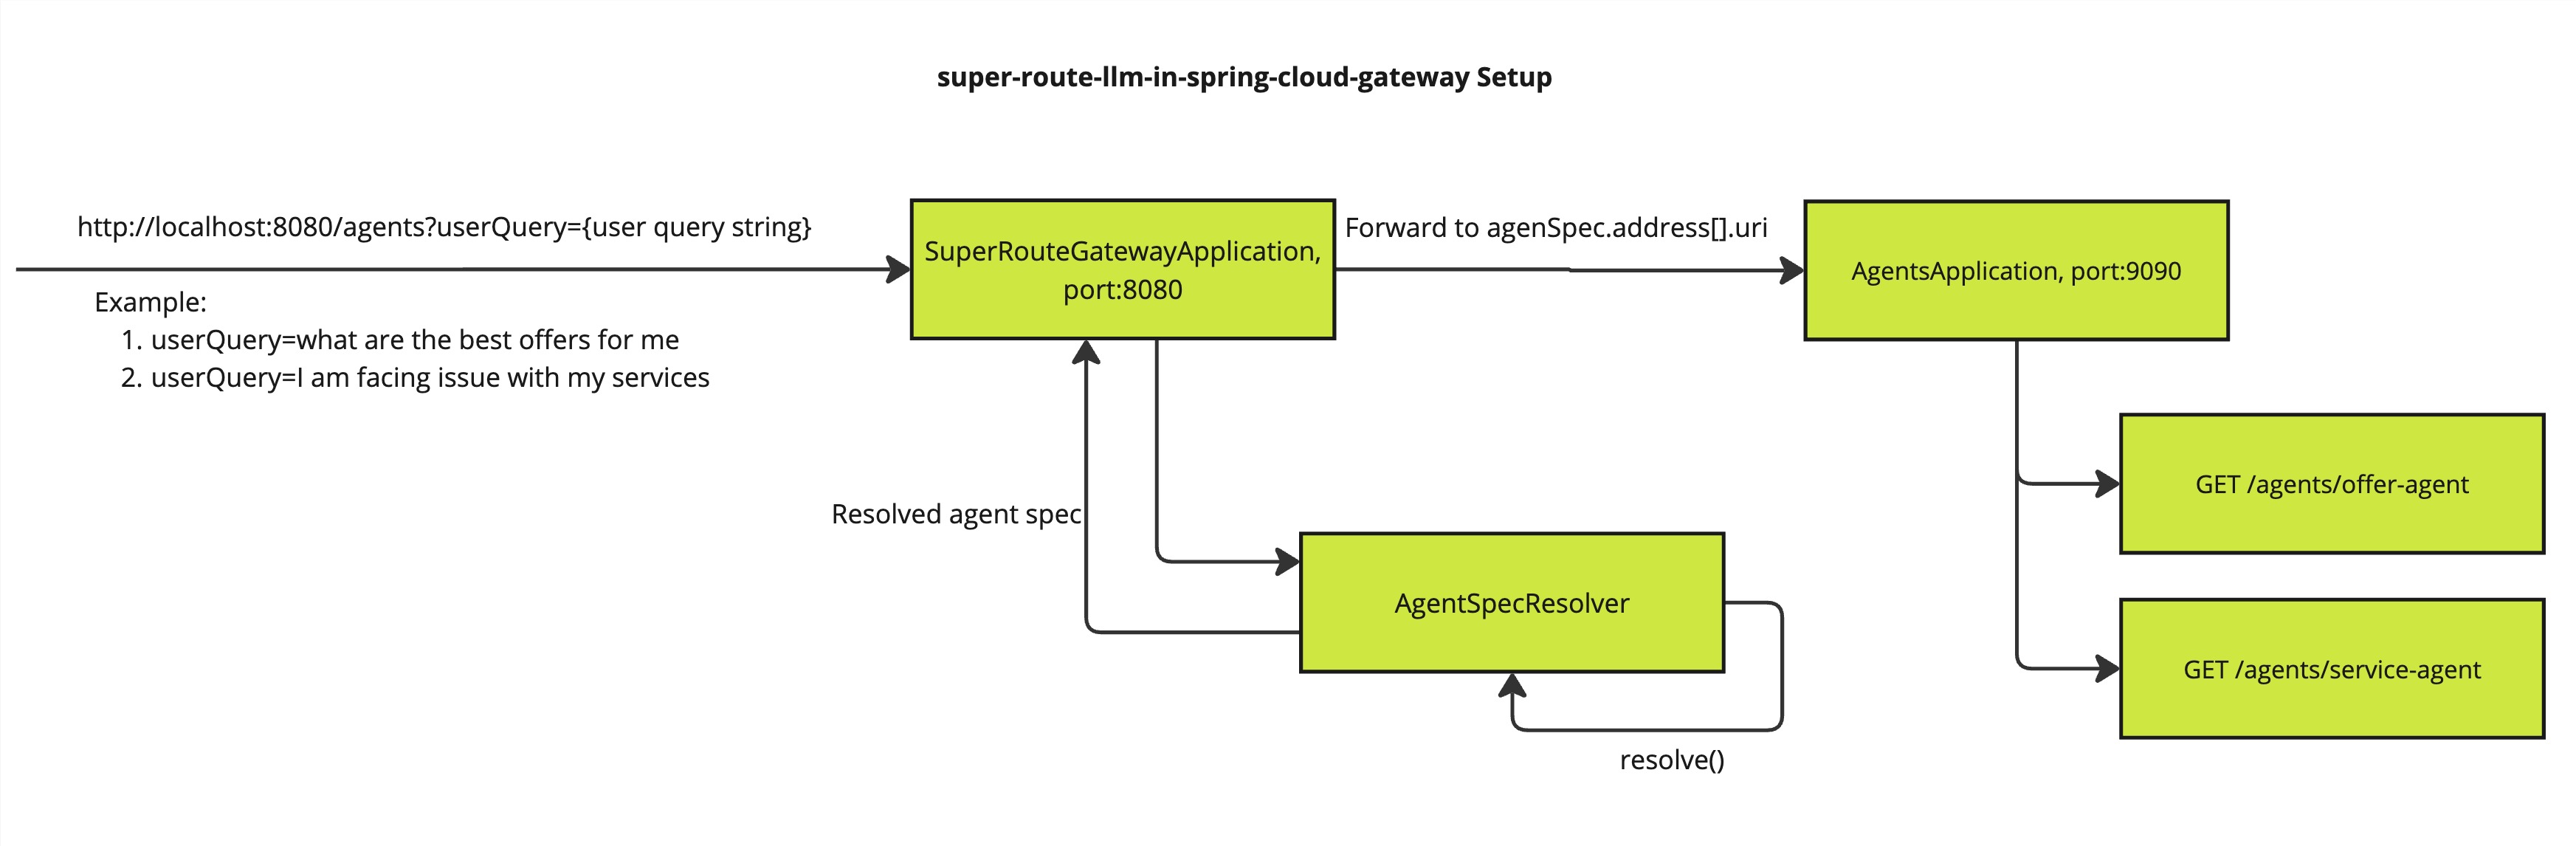 super-route-llm-in-spring-cloud-gateway Setup
http://localhost:8080/agents?userQuery={user query string}
Example:
1. userQuery=what are the best offers for me
2. userQuery=I am facing issue with my services
SuperRouteGatewayApplication,
port:8080
Forward to agenSpec.address[].uri
AgentsApplication, port:9090
Resolved agent spec
AgentSpecResolver
resolve()
GET /agents/offer-agent
GET /agents/service-agent